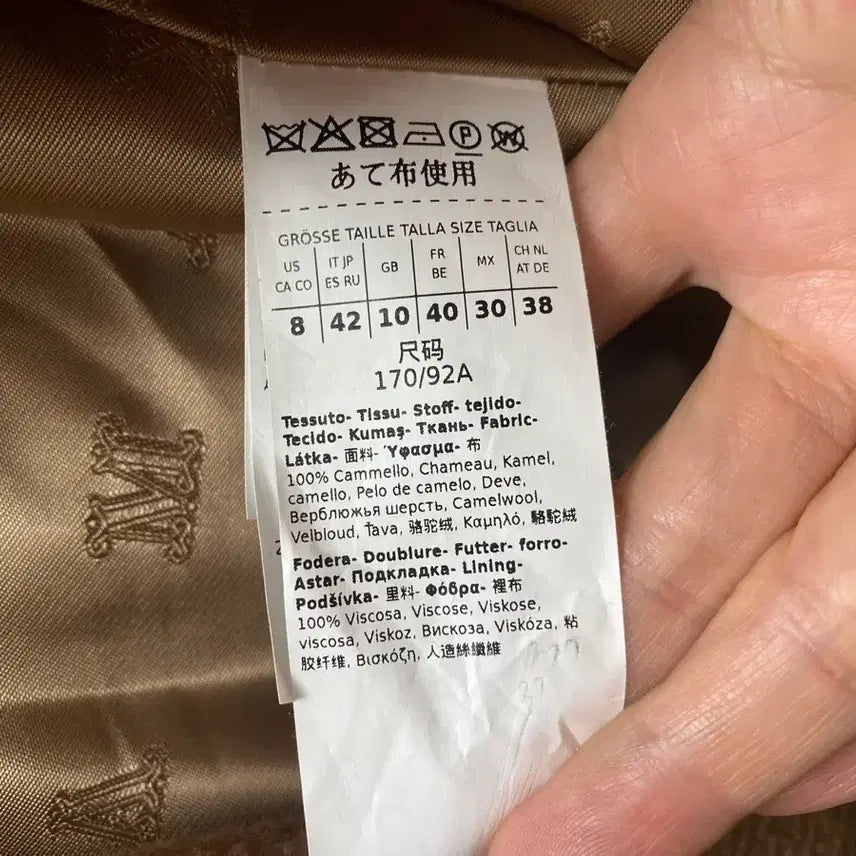 P W
あて布使用
GRÖSSE TAILLE TALLA SIZE TAGLIA
US CA CO | IT JP ES RU | GB | FR BE | MX | CH NL AT DE
8 | 42 | 10 | 40 | 30 | 38
尺码
170/92A
Tessuto- Tissu- Stoff- tejido-
Tecido- Kumaş- Ткань- Fabric-
Látka- 面料- Ύφασμα- 布
100% Cammello, Chameau, Kamel,
camello, Pelo de camelo, Deve,
Верблюжья шерсть, Camelwool,
Velbloud, Ťava, 骆驼绒, Καμηλό, 駱駝絨
Fodera- Doublure- Futter- forro-
Astar- Подкладка- Lining-
Podšívka- 里料- Φόδρα- 裡布
100% Viscosa, Viscose, Viskose,
viscosa, Viskoz, Вискоза, Viskóza, 粘
胶纤维, Βισκόζη, 人造絲纖維